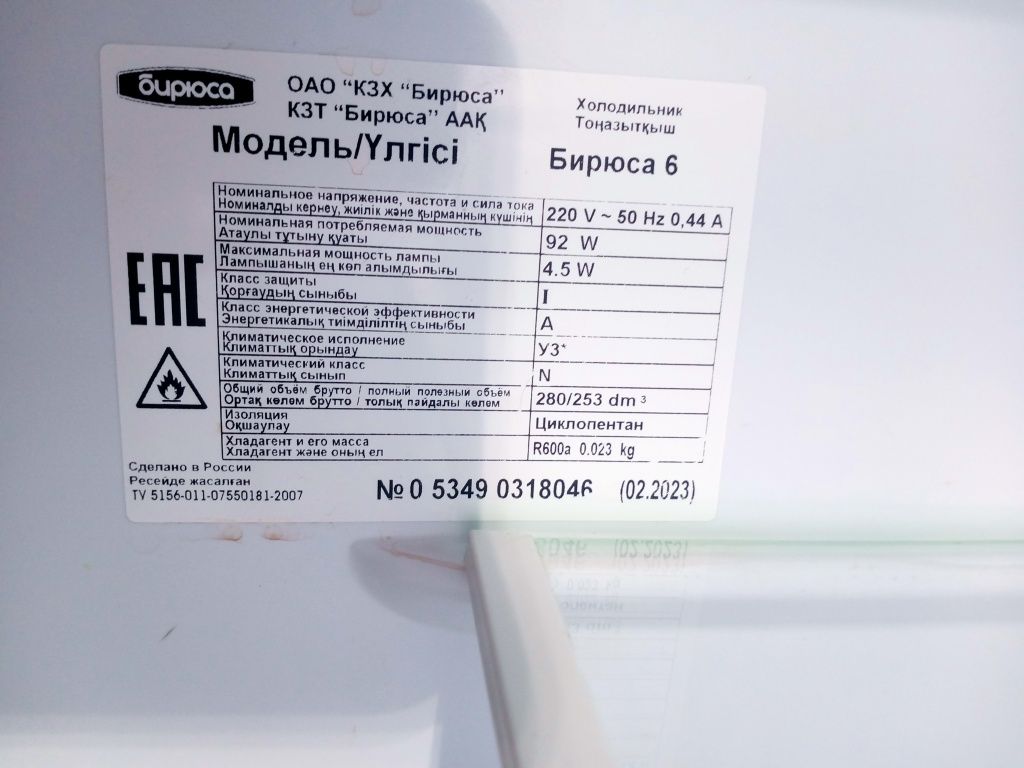 бирюса
ОАО “КЗХ “Бирюса”
КЗТ “Бирюса” ААҚ
Холодильник
Тоңазытқыш
Модель/Үлгісі
Бирюса 6
Номинальное напряжение, частота и сила тока
Номиналды кернеу, жиілік және қырманның күшінің
220 V ~ 50 Hz 0,44 A
Номинальная потребляемая мощность
Атаулы тұтыну қуаты
92 W
Максимальная мощность лампы
Лампышаның ең көп алымдылығы
4.5 W
Класс защиты
Қорғаудың сыныбы
I
Класс энергетической эффективности
Энергетикалық тиімділілтің сыныбы
A
Климатическое исполнение
Климаттық орындау
У3*
Климатический класс
Климаттық сынып
N
Общий объём брутто / полный полезный объём
Ортақ көлем брутто / толық пайдалы көлем
280/253 dm ³
Изоляция
Оқшаулау
Циклопентан
Хладагент и его масса
Хладагент және оның ел
R600a 0.023 kg
EAC
Сделано в России
Ресейде жасалған
ТУ 5156-011-07550181-2007
№ 0 5349 0318046 (02.2023)